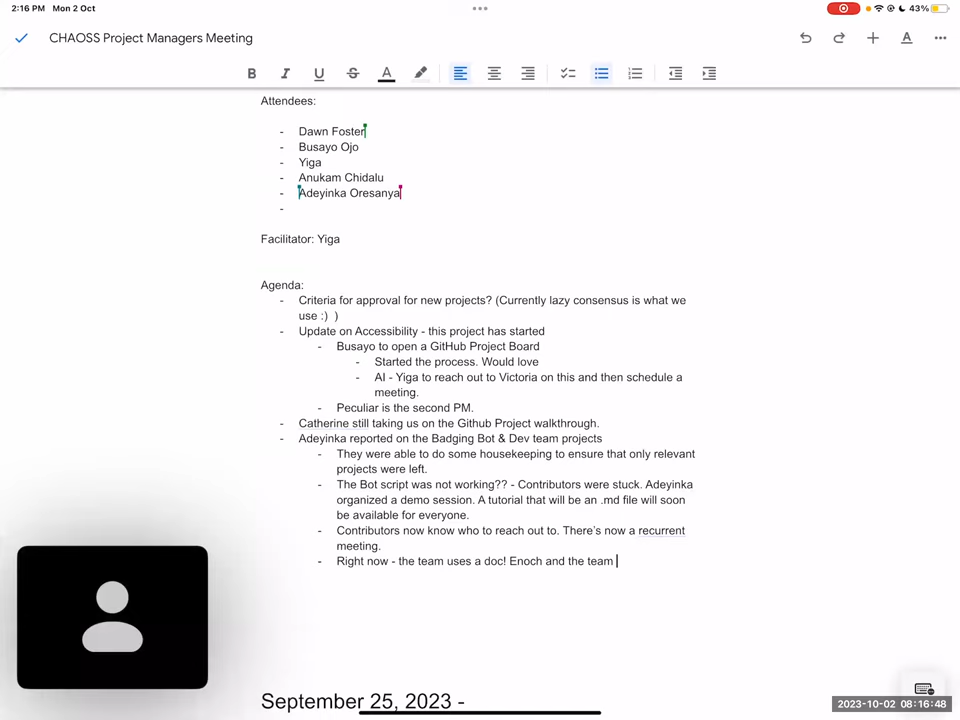 2:16 PM Mon 2 Oct
43%
CHAOSS Project Managers Meeting
B I U S A
Attendees:
- Dawn Foster
- Busayo Ojo
- Yiga
- Anukam Chidalu
- Adeyinka Oresanya
-
Facilitator: Yiga
Agenda:
- Criteria for approval for new projects? (Currently lazy consensus is what we
use :) )
- Update on Accessibility - this project has started
- Busayo to open a GitHub Project Board
- Started the process. Would love
- AI - Yiga to reach out to Victoria on this and then schedule a
meeting.
- Peculiar is the second PM.
- Catherine still taking us on the Github Project walkthrough.
- Adeyinka reported on the Badging Bot & Dev team projects
- They were able to do some housekeeping to ensure that only relevant
projects were left.
- The Bot script was not working?? - Contributors were stuck. Adeyinka
organized a demo session. A tutorial that will be an .md file will soon
be available for everyone.
- Contributors now know who to reach out to. There's now a recurrent
meeting.
- Right now - the team uses a doc! Enoch and the team
September 25, 2023 -
2023-10-02 08:16:48